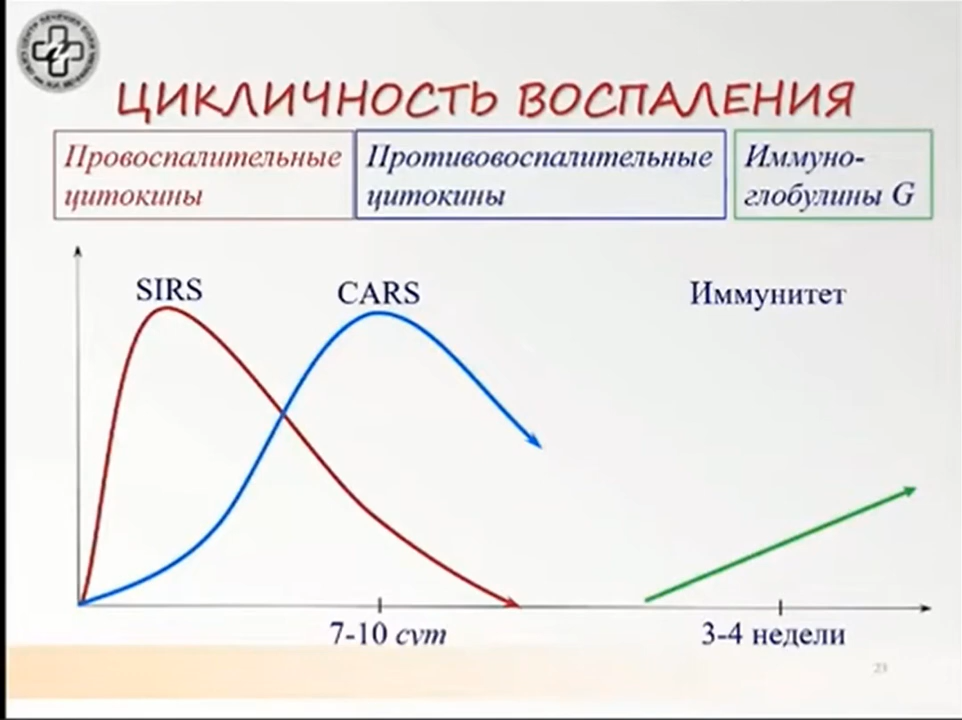 ЦИКЛИЧНОСТЬ ВОСПАЛЕНИЯ
Провоспалительные
цитокины
Противовоспалительные
цитокины
Иммуно-
глобулины G
SIRS
CARS
Иммунитет
7-10 сут
3-4 недели
23